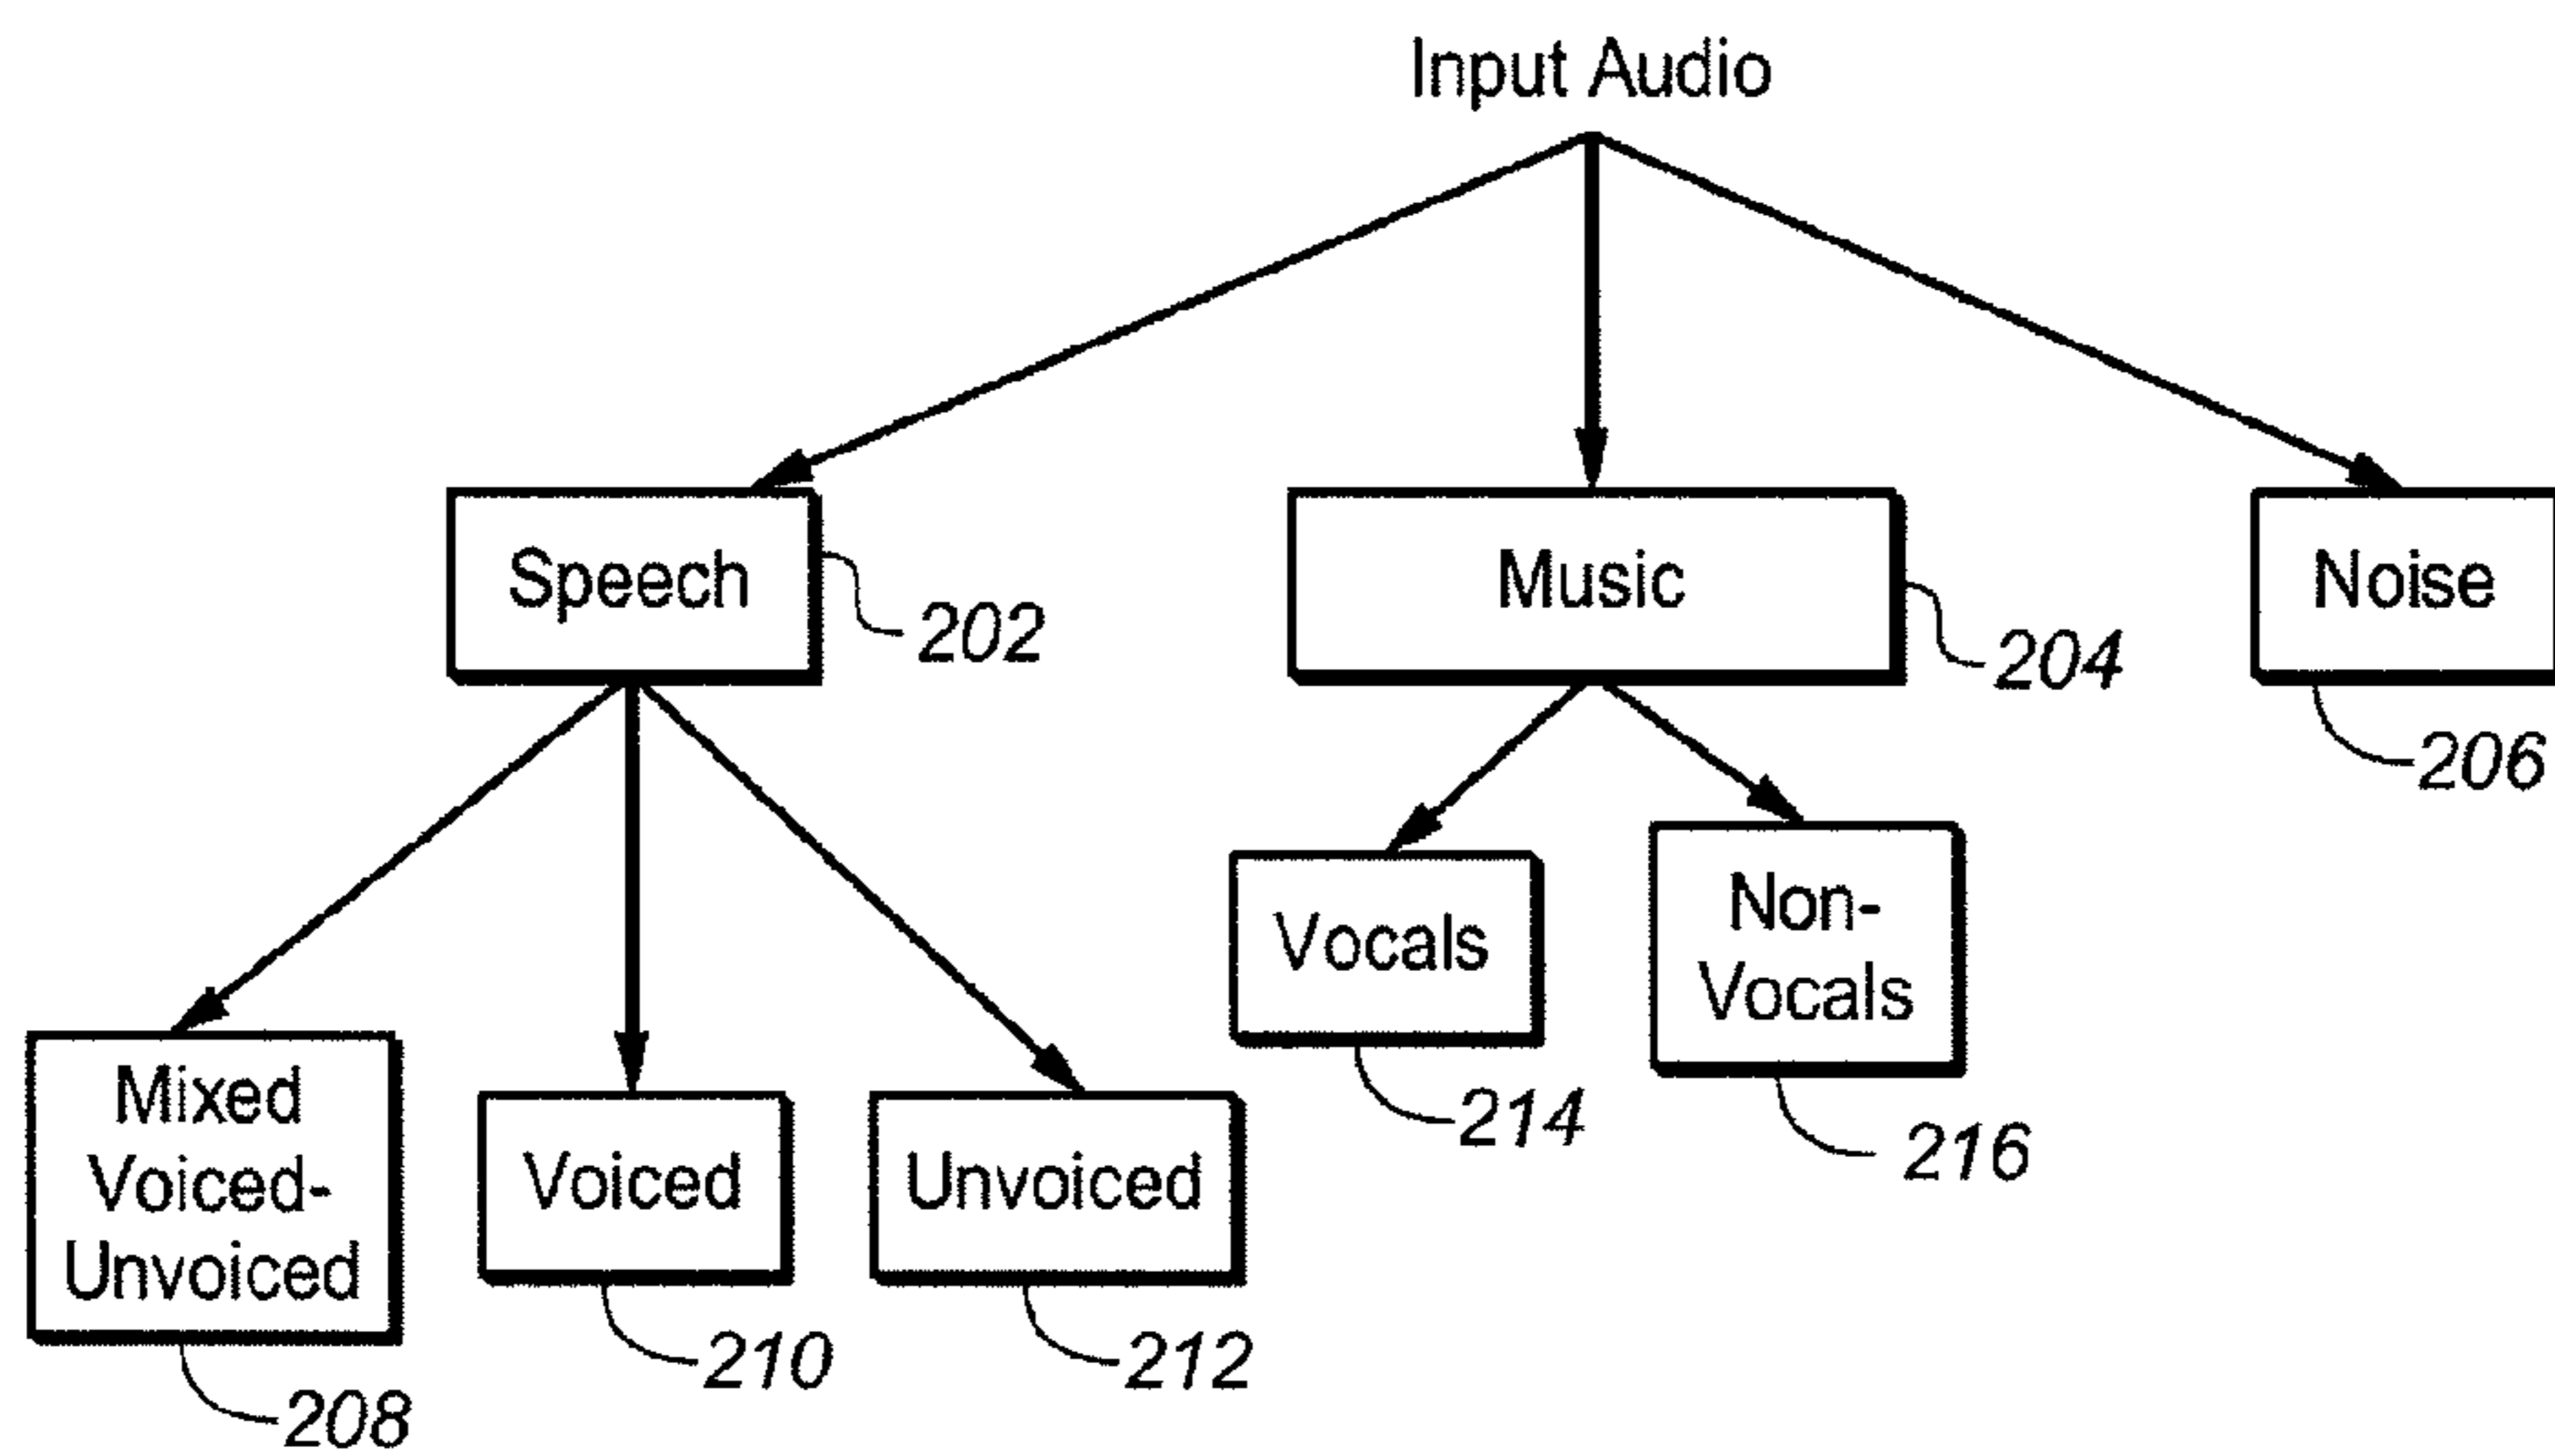 Input Audio
Speech
202
Music
204
Noise
206
Mixed
Voiced-
Unvoiced
208
Voiced
210
Unvoiced
212
Vocals
214
Non-
Vocals
216